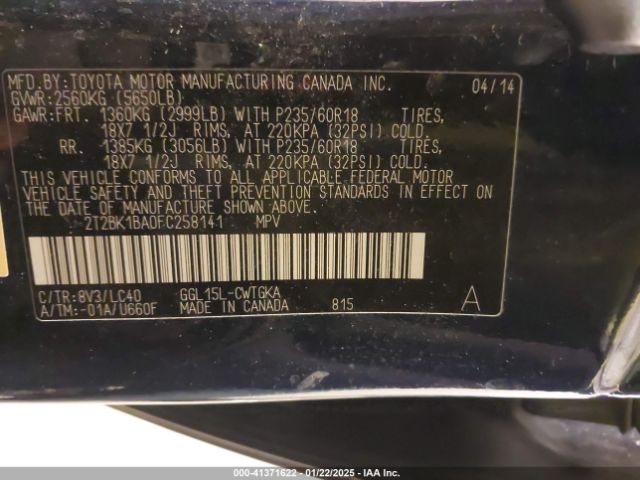 MFD.BY:TOYOTA MOTOR MANUFACTURING CANADA INC. 04/14
GVWR:2560KG (5650LB)
GAWR:FRT. 1360KG (2999LB) WITH P235/60R18 TIRES,
18X7 1/2J RIMS, AT 220KPA (32PSI) COLD.
RR. 1385KG (3056LB) WITH P235/60R18 TIRES,
18X7 1/2J RIMS, AT 220KPA (32PSI) COLD.
THIS VEHICLE CONFORMS TO ALL APPLICABLE FEDERAL MOTOR
VEHICLE SAFETY AND THEFT PREVENTION STANDARDS IN EFFECT ON
THE DATE OF MANUFACTURE SHOWN ABOVE.
2T2BK1BA0FC258141 MPV
C/TR:8V3/LC40 GGL15L-CWTGKA
A/TM:-01A/U660F MADE IN CANADA 815 A
000-41371622 — 01/22/2025 — IAA Inc.